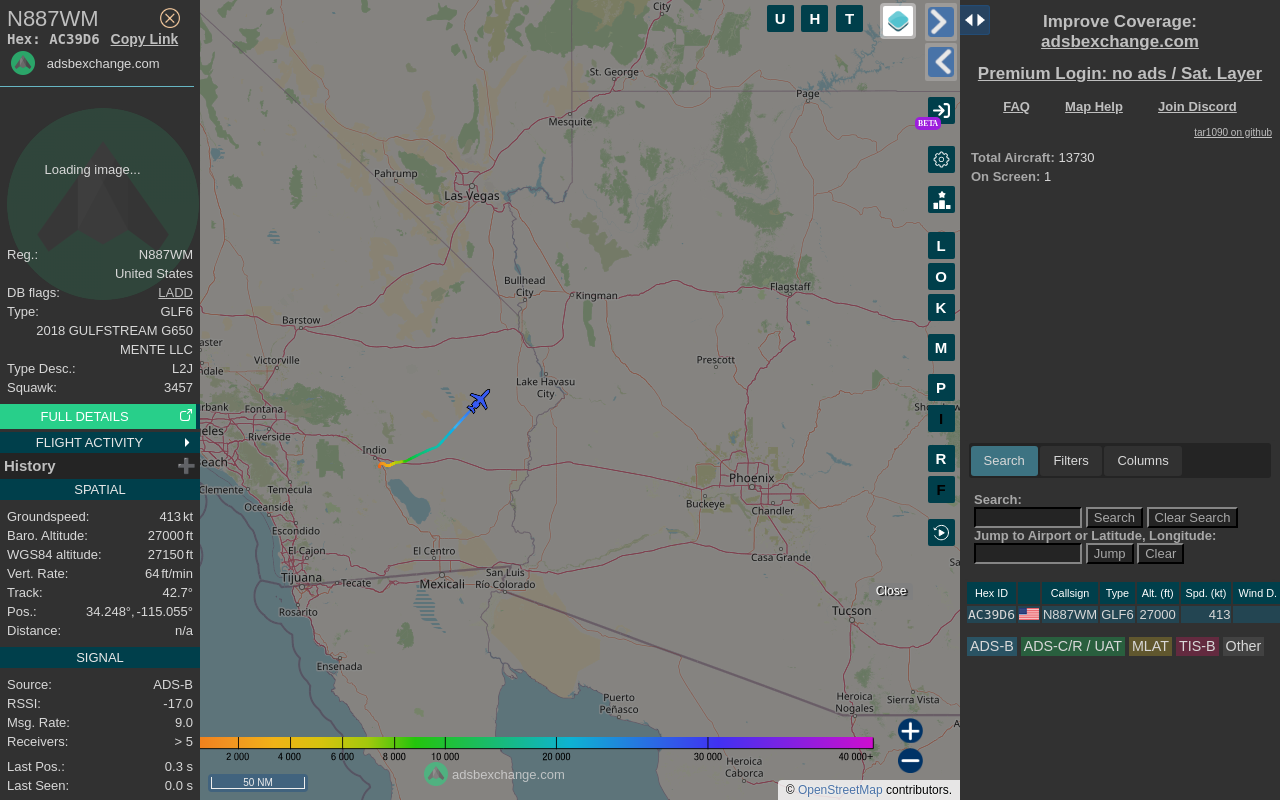 N887WM
Hex: AC39D6 Copy Link
adsbexchange.com
Loading image...
Reg.: N887WM
United States
DB flags: LADD
Type: GLF6
2018 GULFSTREAM G650
MENTE LLC
Type Desc.: L2J
Squawk: 3457
FULL DETAILS
FLIGHT ACTIVITY
History
SPATIAL
Groundspeed: 413 kt
Baro. Altitude: 27000 ft
WGS84 altitude: 27150 ft
Vert. Rate: 64 ft/min
Track: 42.7°
Pos.: 34.248°, -115.055°
Distance: n/a
SIGNAL
Source: ADS-B
RSSI: -17.0
Msg. Rate: 9.0
Receivers: > 5
Last Pos.: 0.3 s
Last Seen: 0.0 s
City
St. George
Page
Mesquite
Pahrump
Las Vegas
Bullhead
City
Kingman
Flagstaff
Barstow
aster
Victorville
Prescott
ndale
Lake Havasu
City
rbank
Fontana
eles
Riverside
Indio
each
Clemente
Temecula
Phoenix
Oceanside
Buckeye
Chandler
Escondido
El Cajon
El Centro
Casa Grande
Tijuana
Tecate
Mexicali
San Luis
Río Colorado
Rosarito
Tucson
Ensenada
Puerto
Peñasco
Heroica
Nogales
Sierra Vista
Heroica
Caborca
U H T
BETA
L
O
K
M
P
I
R
F
Close
2 000 4 000 6 000 8 000 10 000 20 000 30 000 40 000+
adsbexchange.com
50 NM
© OpenStreetMap contributors.
Improve Coverage:
adsbexchange.com
Premium Login: no ads / Sat. Layer
FAQ Map Help Join Discord
tar1090 on github
Total Aircraft: 13730
On Screen: 1
Search Filters Columns
Search:
Search Clear Search
Jump to Airport or Latitude, Longitude:
Jump Clear
Hex ID Callsign Type Alt. (ft) Spd. (kt) Wind D.
AC39D6 N887WM GLF6 27000 413
ADS-B ADS-C/R / UAT MLAT TIS-B Other